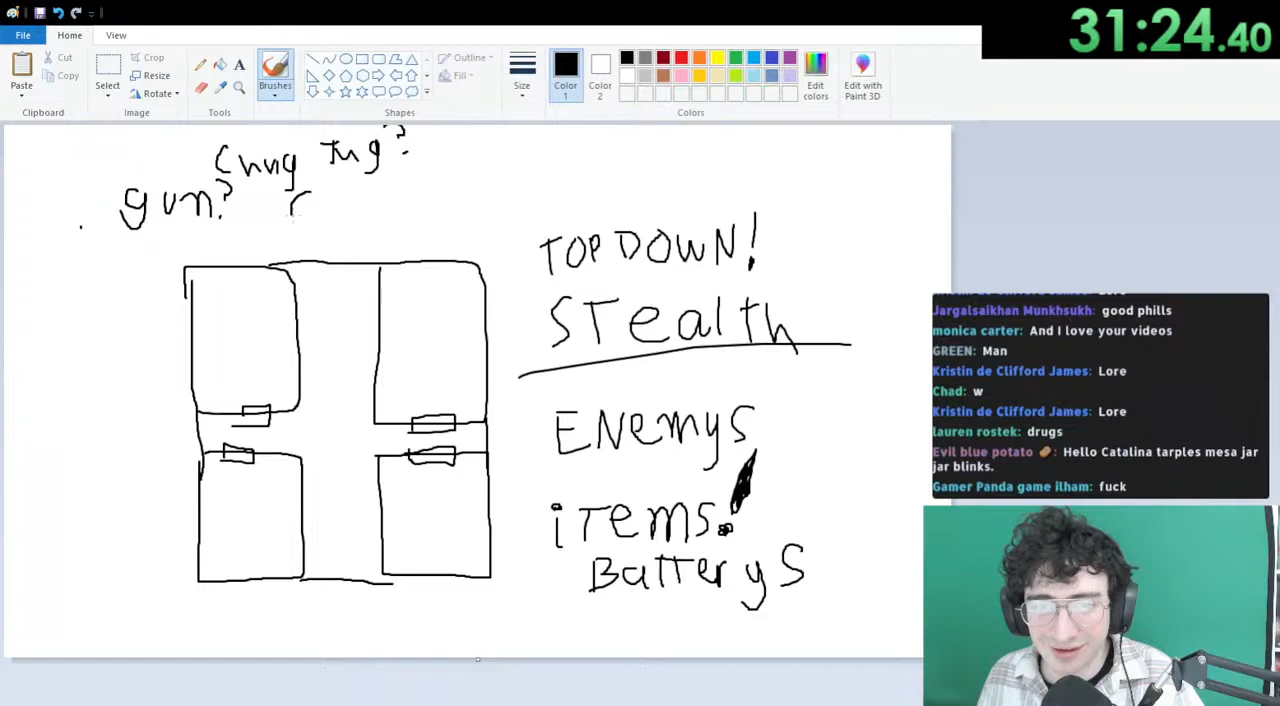 31:24.40
File Home View
Cut
Copy
Paste
Clipboard
Crop
Resize
Rotate
Select
Image
Tools
Brushes
Shapes
Outline
Fill
Size
Color 1
Color 2
Edit colors
Colors
Edit with Paint 3D
gun?
TOP DOWN!
STealTh
ENemyS
iTems!
BaTTeryS
Jargalsaikhan Munkhsukh: good phills
monica carter: And I love your videos
GREEN: Man
Kristin de Clifford James: Lore
Chad: w
Kristin de Clifford James: Lore
lauren rostek: drugs
Evil blue potato 🥔: Hello Catalina tarples mesa jar
jar blinks.
Gamer Panda game ilham: fuck